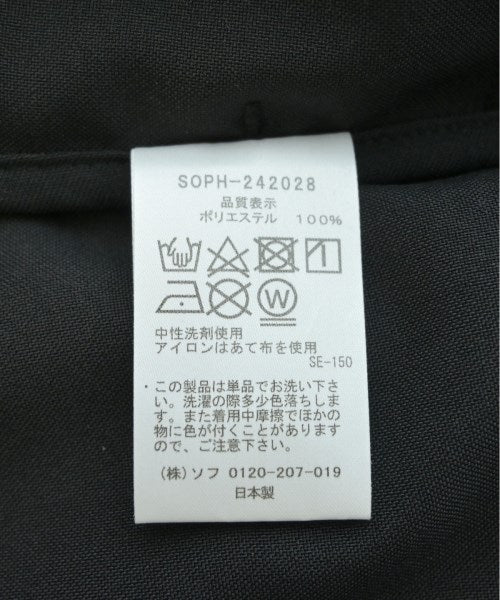 SOPH-242028
品質表示
ポリエステル 100%
W
中性洗剤使用
アイロンはあて布を使用
SE-150
・この製品は単品でお洗い下さ
い。洗濯の際多少色落ちしま
す。また着用中摩擦でほかの
物に色が付くことがあります
ので、ご注意下さい。
(株)ソフ 0120-207-019
日本製